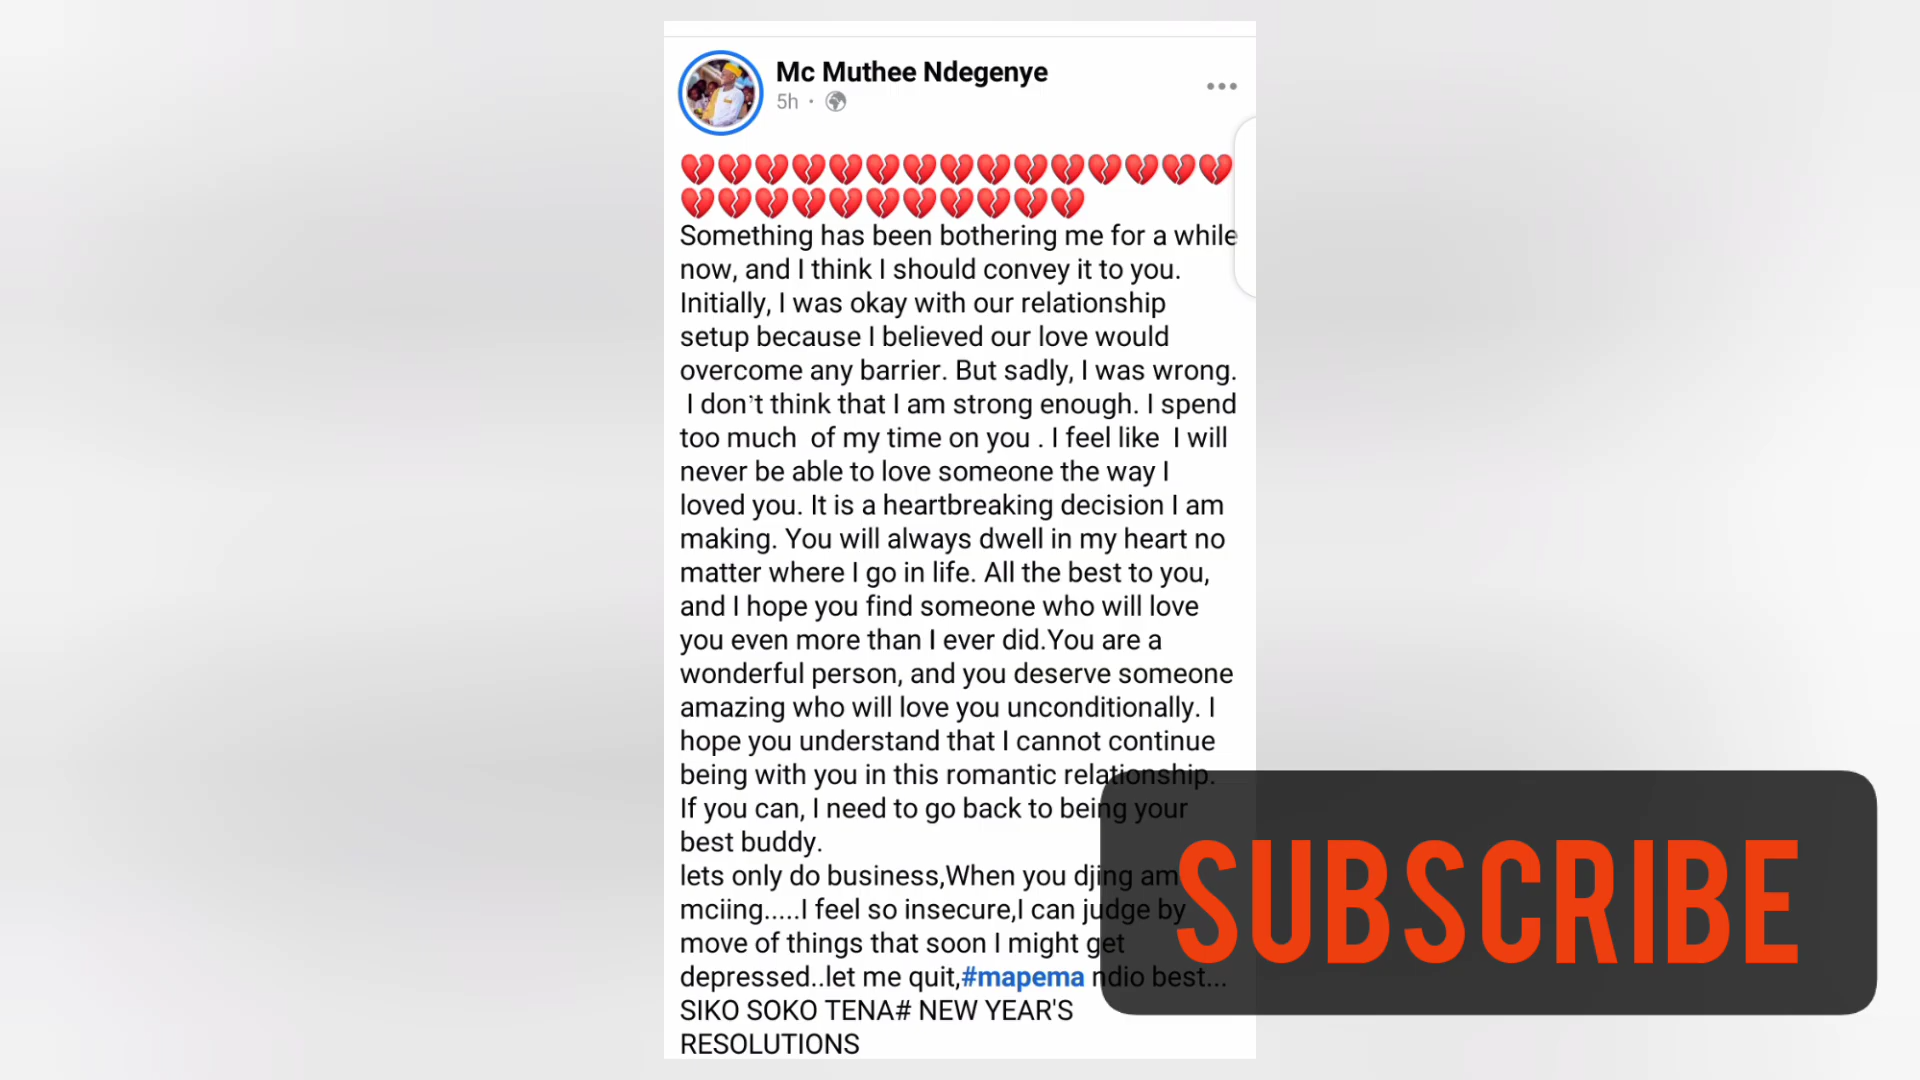 Mc Muthee Ndegenye
5h ·
💔💔💔💔💔💔💔💔💔💔💔💔💔💔💔
💔💔💔💔💔💔💔💔💔💔💔
Something has been bothering me for a while
now, and I think I should convey it to you.
Initially, I was okay with our relationship
setup because I believed our love would
overcome any barrier. But sadly, I was wrong.
I don't think that I am strong enough. I spend
too much  of my time on you . I feel like  I will
never be able to love someone the way I
loved you. It is a heartbreaking decision I am
making. You will always dwell in my heart no
matter where I go in life. All the best to you,
and I hope you find someone who will love
you even more than I ever did.You are a
wonderful person, and you deserve someone
amazing who will love you unconditionally. I
hope you understand that I cannot continue
being with you in this romantic relationship.
If you can, I need to go back to being your
best buddy.
lets only do business,When you djing am
mciing.....I feel so insecure,I can judge by
move of things that soon I might get
depressed..let me quit,#mapema ndio best...
SIKO SOKO TENA# NEW YEAR'S
RESOLUTIONS
SUBSCRIBE